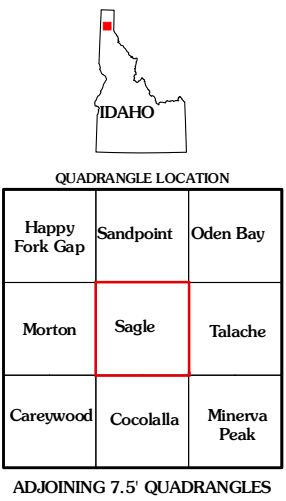 IDAHO
QUADRANGLE LOCATION
Happy
Fork Gap
Sandpoint
Oden Bay
Morton
Sagle
Talache
Careywood
Cocolalla
Minerva
Peak
ADJOINING 7.5' QUADRANGLES